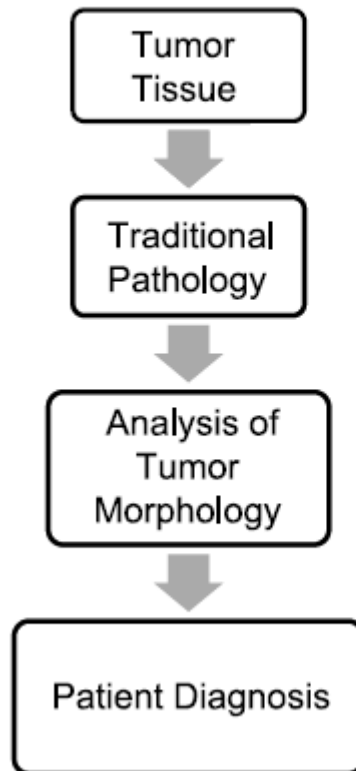 Tumor
Tissue
Traditional
Pathology
Analysis of
Tumor
Morphology
Patient Diagnosis